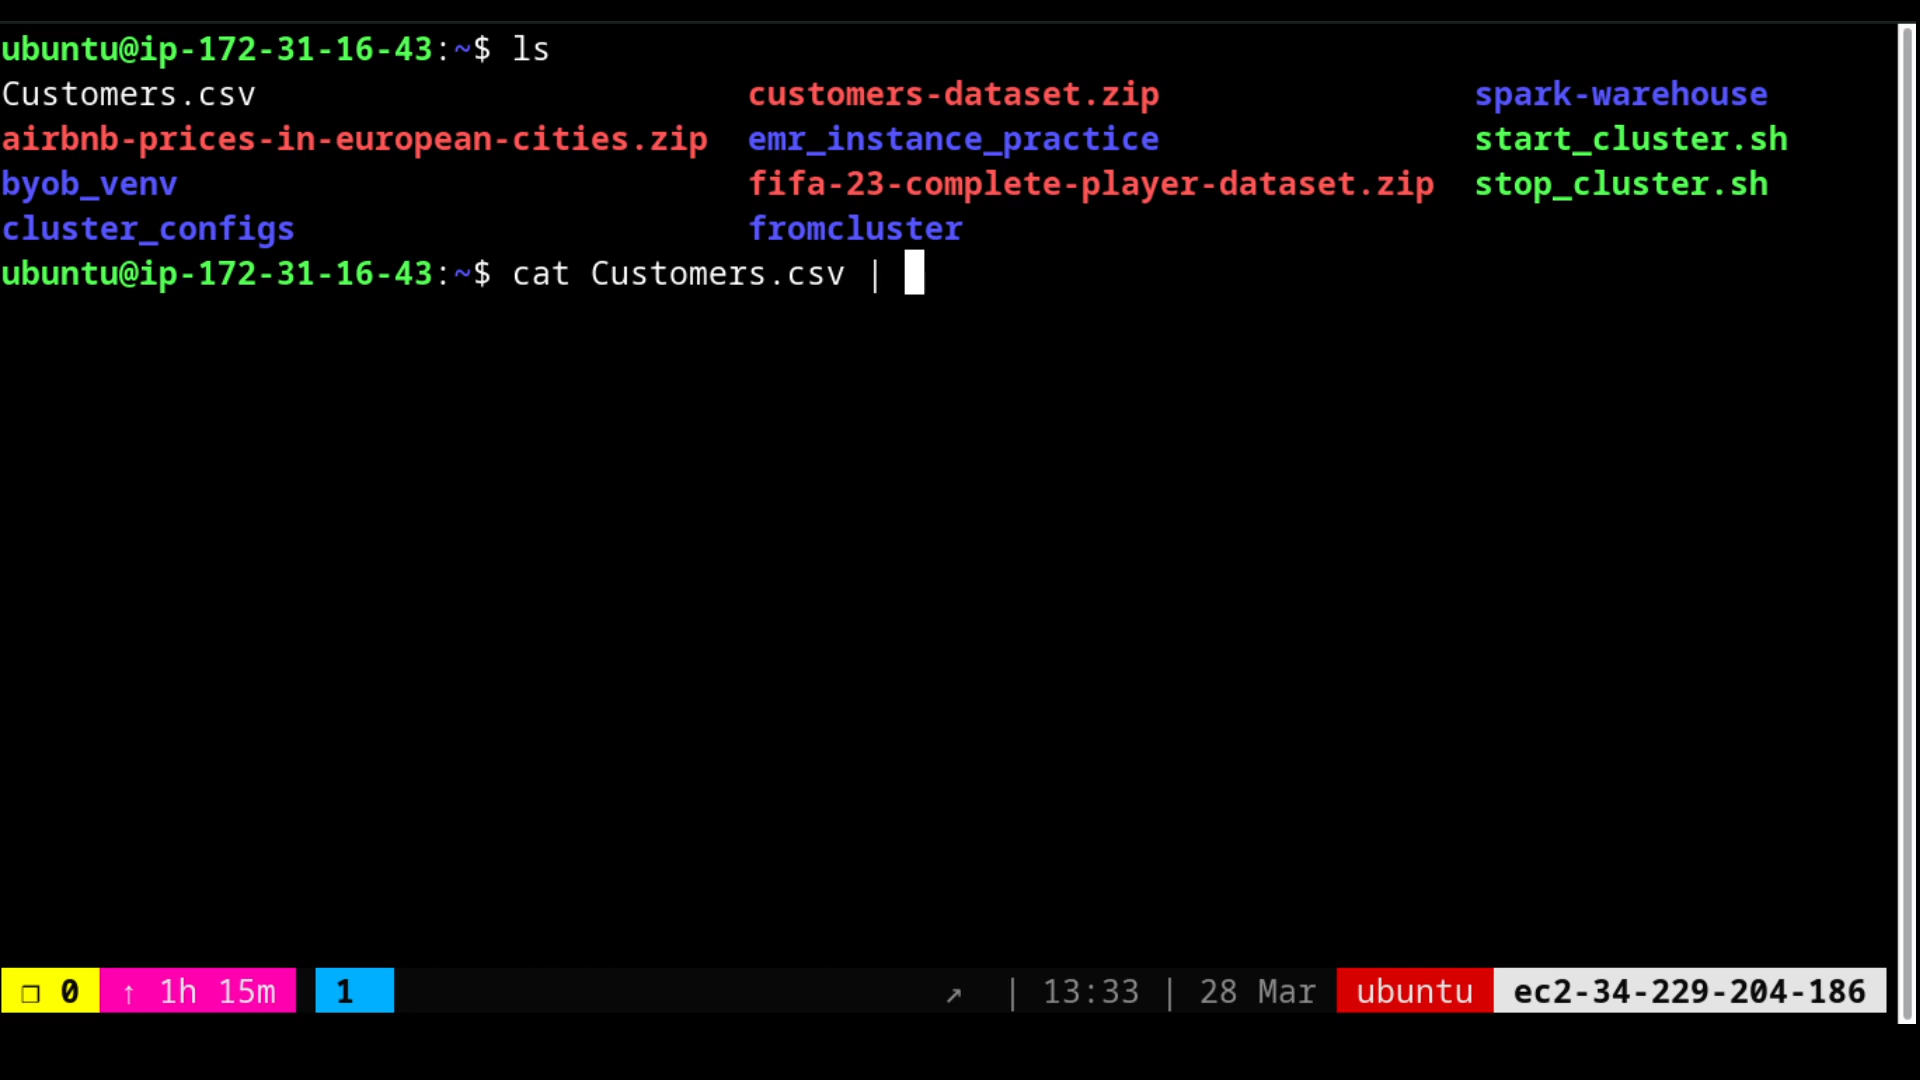 ubuntu@ip-172-31-16-43:~$ ls
Customers.csv customers-dataset.zip spark-warehouse
airbnb-prices-in-european-cities.zip emr_instance_practice start_cluster.sh
byob_venv fifa-23-complete-player-dataset.zip stop_cluster.sh
cluster_configs fromcluster
ubuntu@ip-172-31-16-43:~$ cat Customers.csv |
❐ 0 ↑ 1h 15m 1 ↗ | 13:33 | 28 Mar ubuntu ec2-34-229-204-186